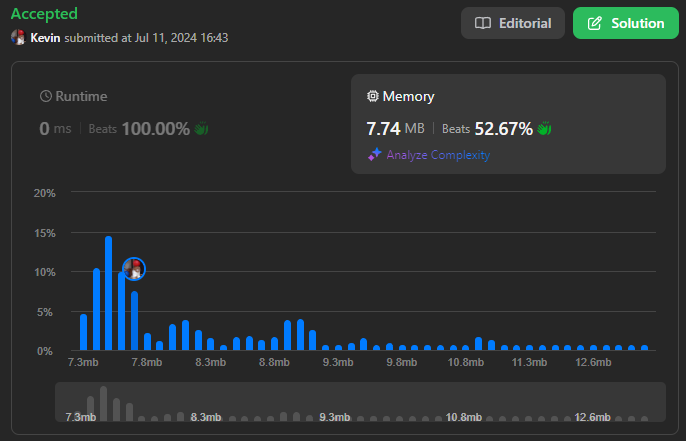 Accepted
Editorial
Solution
Kevin submitted at Jul 11, 2024 16:43
Runtime
0 ms | Beats 100.00%
Memory
7.74 MB | Beats 52.67%
Analyze Complexity
20%
15%
10%
5%
0%
7.3mb 7.8mb 8.3mb 8.8mb 9.3mb 9.8mb 10.8mb 11.3mb 12.6mb
7.3mb 8.3mb 9.3mb 10.8mb 12.6mb